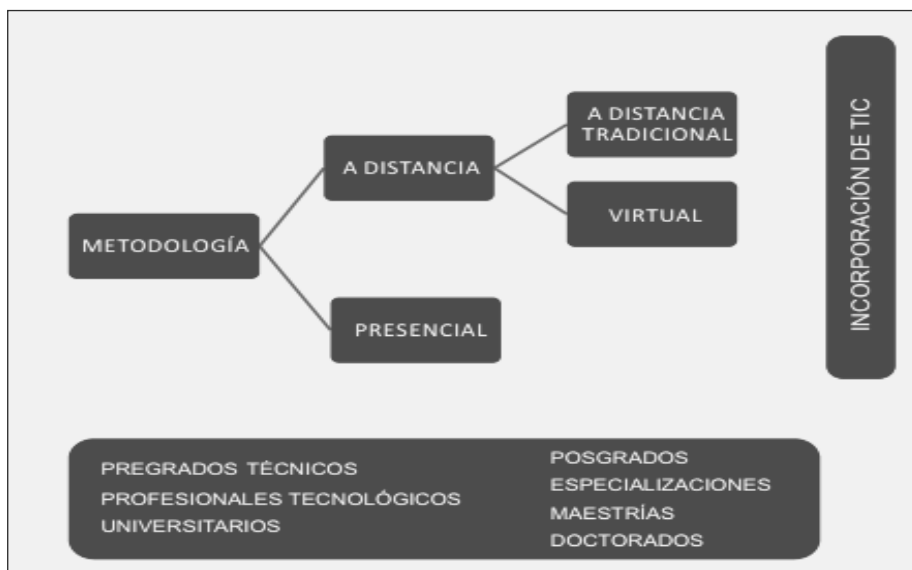 METODOLOGÍA
A DISTANCIA
PRESENCIAL
A DISTANCIA
TRADICIONAL
VIRTUAL
INCORPORACIÓN DE TIC
PREGRADOS TÉCNICOS
PROFESIONALES TECNOLÓGICOS
UNIVERSITARIOS
POSGRADOS
ESPECIALIZACIONES
MAESTRÍAS
DOCTORADOS